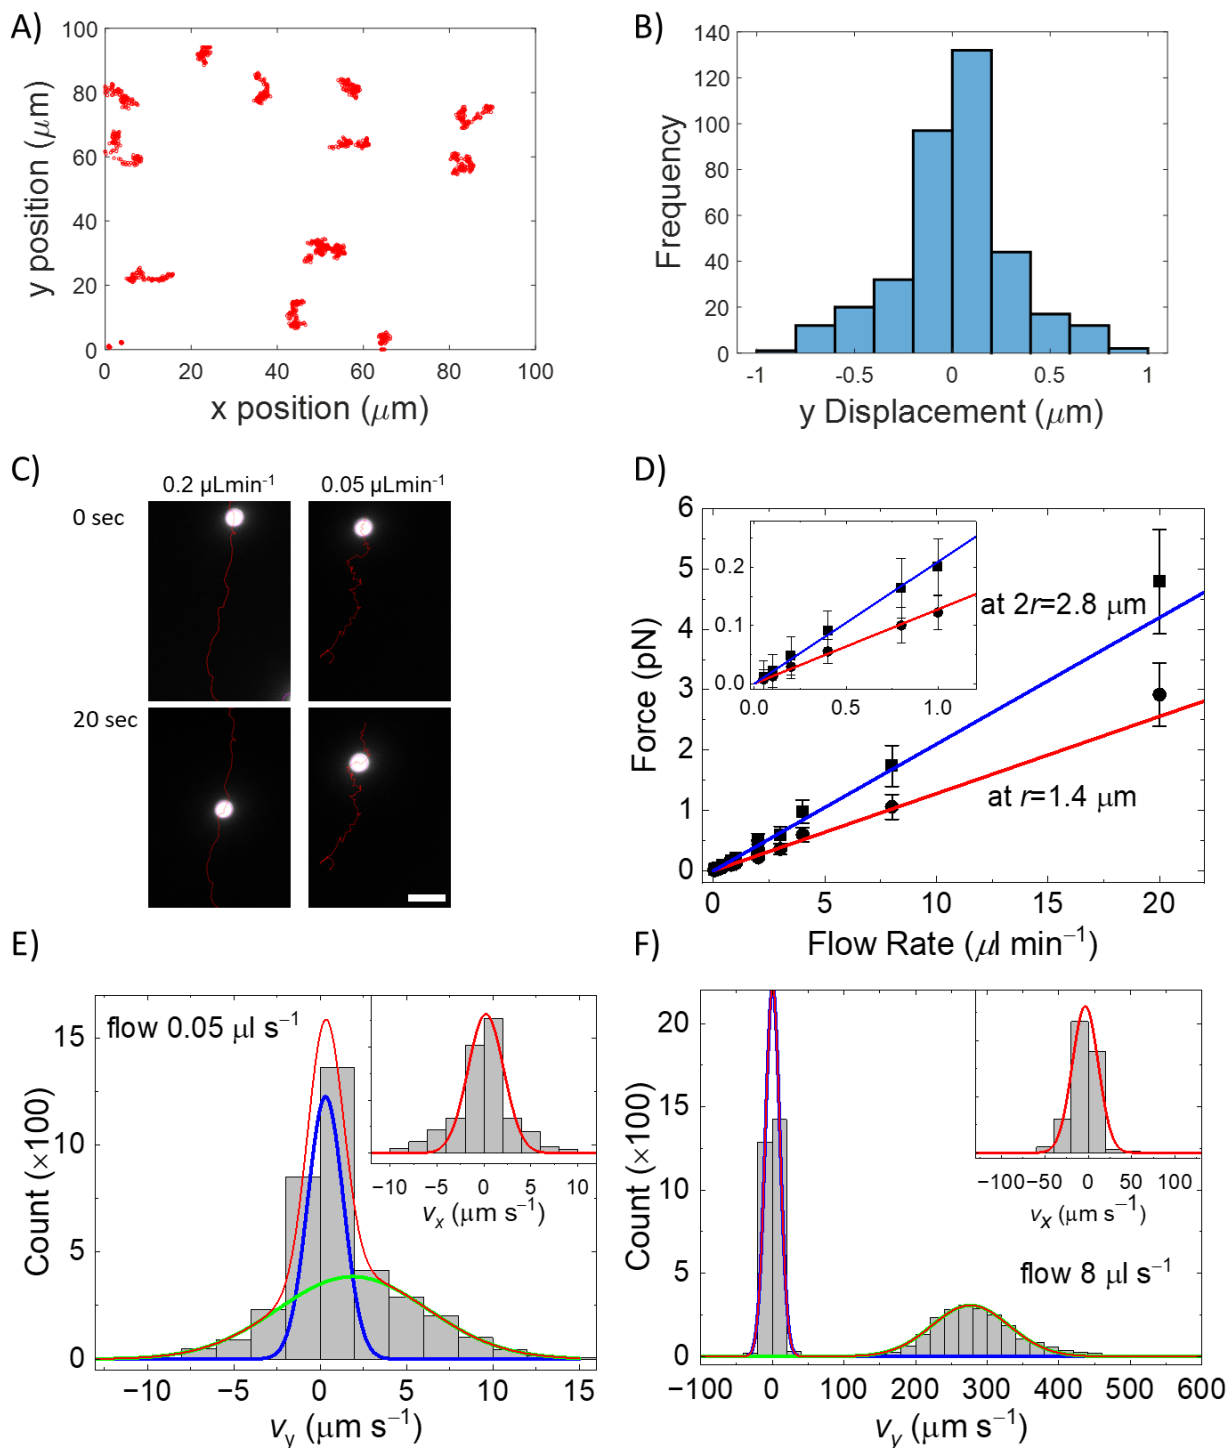 A)
100
80
60
40
20
0
y position (μm)
0 20 40 60 80 100
x position (μm)
B)
140
120
100
80
60
40
20
0
Frequency
-1 -0.5 0 0.5 1
y Displacement (μm)
C)
0.2 μLmin⁻¹ 0.05 μLmin⁻¹
0 sec
20 sec
D)
6
5
4
3
2
1
0
Force (pN)
0.2
0.1
0.0
0.0 0.5 1.0
at 2r=2.8 μm
at r=1.4 μm
0 5 10 15 20
Flow Rate (μl min⁻¹)
E)
15
10
5
0
Count (×100)
flow 0.05 μl s⁻¹
−10 −5 0 5 10
vₓ (μm s⁻¹)
−10 −5 0 5 10 15
v_y (μm s⁻¹)
F)
20
15
10
5
0
Count (×100)
−100 −50 0 50 100
vₓ (μm s⁻¹)
flow 8 μl s⁻¹
−100 0 100 200 300 400 500 600
v_y (μm s⁻¹)